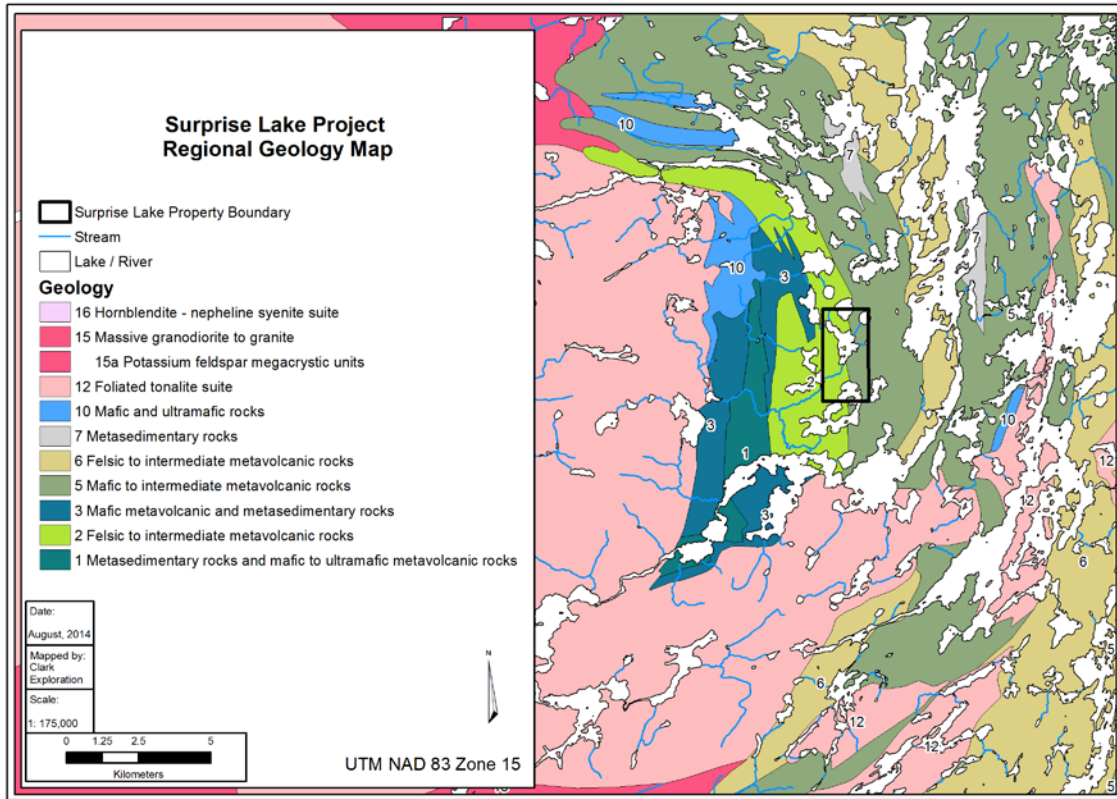 Surprise Lake Project
Regional Geology Map
Surprise Lake Property Boundary
Stream
Lake / River
Geology
16 Hornblendite - nepheline syenite suite
15 Massive granodiorite to granite
15a Potassium feldspar megacrystic units
12 Foliated tonalite suite
10 Mafic and ultramafic rocks
7 Metasedimentary rocks
6 Felsic to intermediate metavolcanic rocks
5 Mafic to intermediate metavolcanic rocks
3 Mafic metavolcanic and metasedimentary rocks
2 Felsic to intermediate metavolcanic rocks
1 Metasedimentary rocks and mafic to ultramafic metavolcanic rocks
Date:
August, 2014
Mapped by:
Clark
Exploration
Scale:
1: 175,000
0 1.25 2.5 5
Kilometers
N
UTM NAD 83 Zone 15
10
5
6
7
7
10
3
5
2
3
1
3
10
12
12
6
5
6
12
12
5